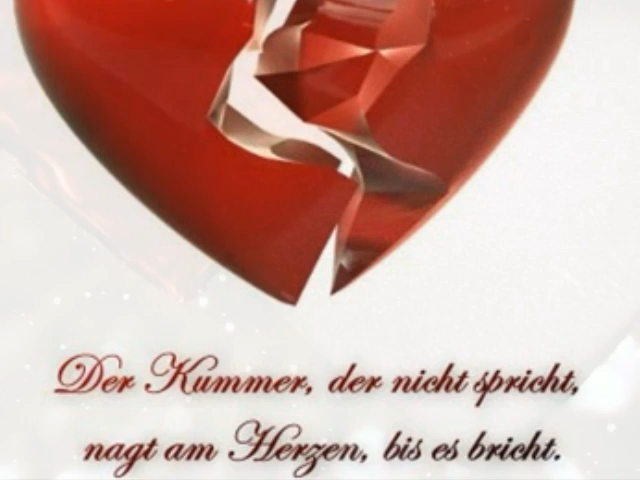 Der Kummer, der nicht spricht,
nagt am Herzen, bis es bricht.